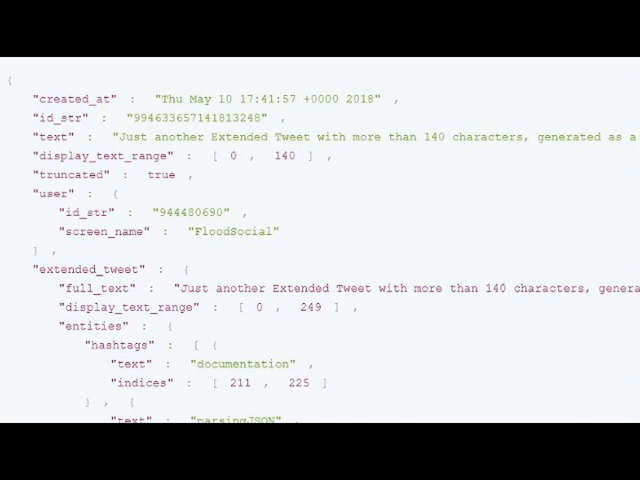 {
"created_at" : "Thu May 10 17:41:57 +0000 2018" ,
"id_str" : "994633657141813248" ,
"text" : "Just another Extended Tweet with more than 140 characters, generated as a
"display_text_range" : [ 0 , 140 ] ,
"truncated" : true ,
"user" : {
"id_str" : "944480690" ,
"screen_name" : "FloodSocial"
} ,
"extended_tweet" : {
"full_text" : "Just another Extended Tweet with more than 140 characters, genera
"display_text_range" : [ 0 , 249 ] ,
"entities" : {
"hashtags" : [ {
"text" : "documentation" ,
"indices" : [ 211 , 225 ]
} , {
"text" : "parsingJSON" ,